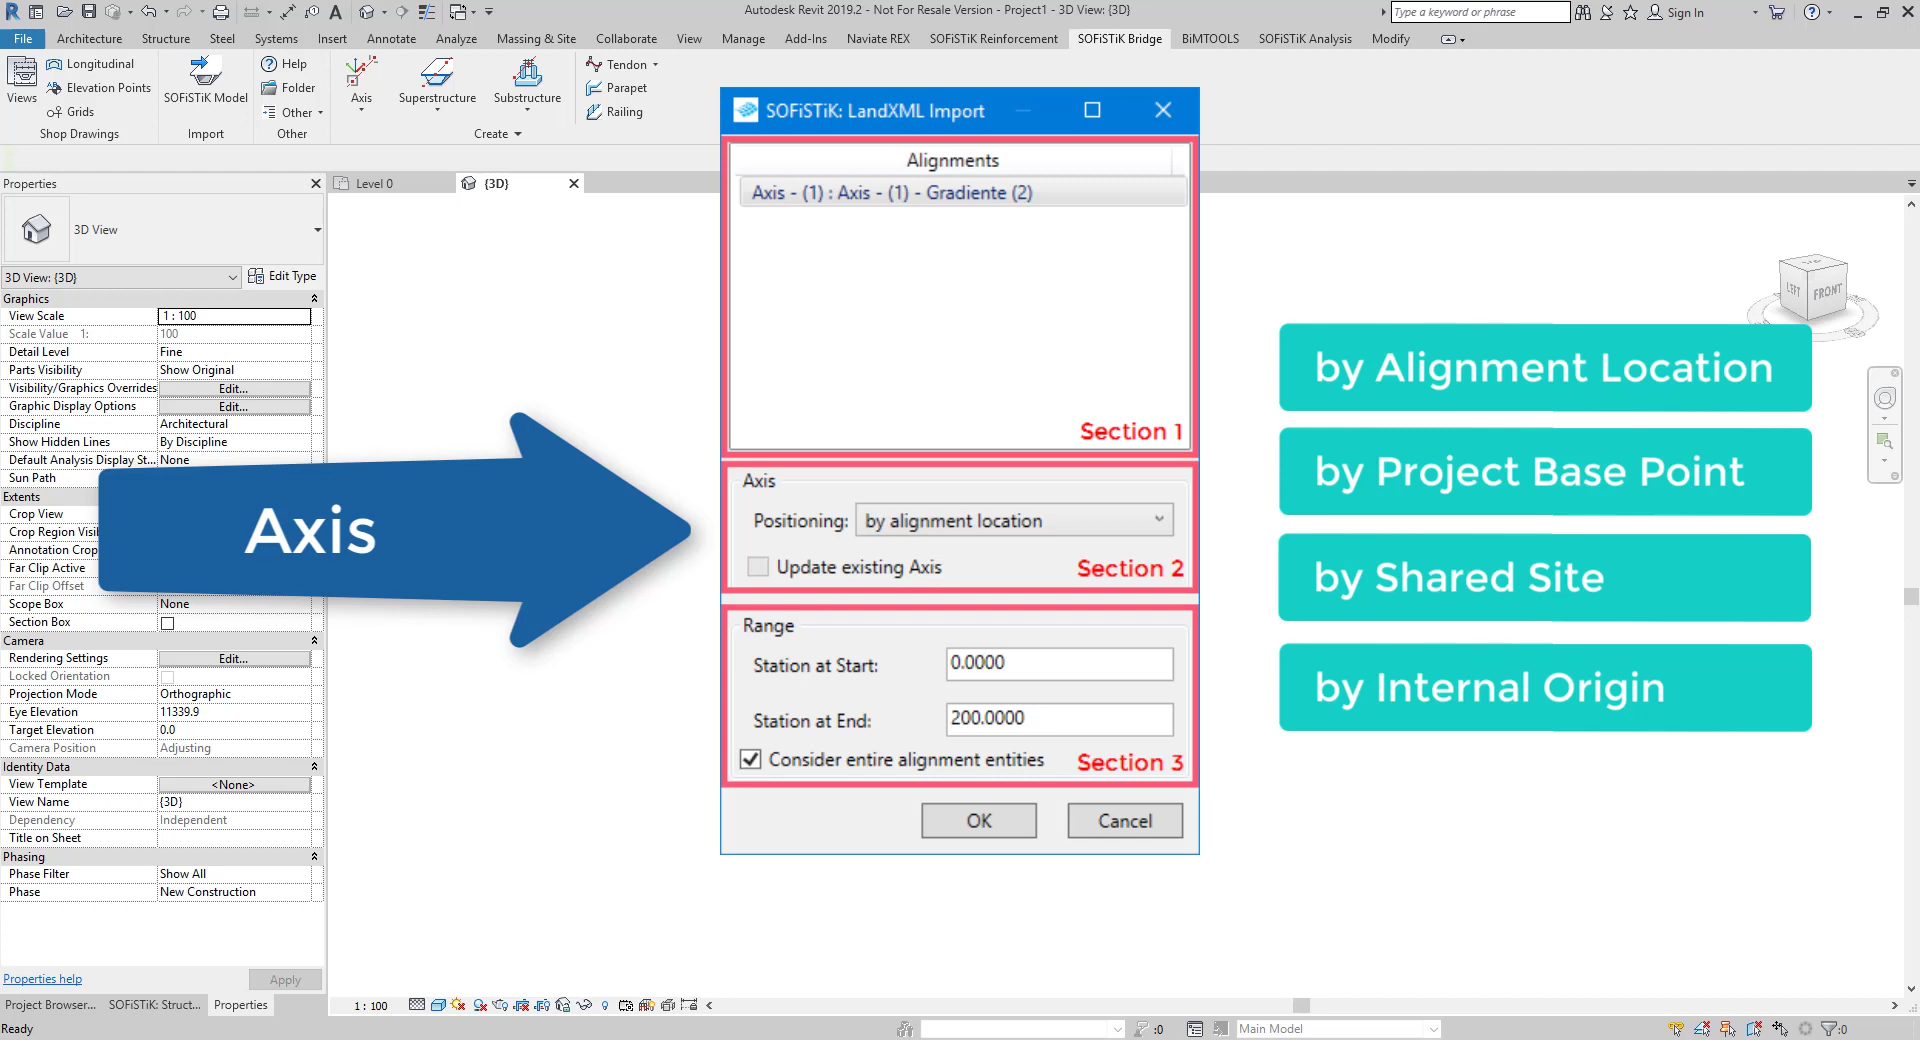 Autodesk Revit 2019.2 - Not For Resale Version - Project1 - 3D View: {3D}
Type a keyword or phrase
Sign In
File Architecture Structure Steel Systems Insert Annotate Analyze Massing & Site Collaborate View Manage Add-Ins Naviate REX SOFiSTiK Reinforcement SOFiSTiK Bridge BiMTOOLS SOFiSTiK Analysis Modify
Views
Longitudinal
Elevation Points
Grids
Shop Drawings
SOFiSTiK Model
Import
Help
Folder
Other
Other
Axis
Superstructure
Substructure
Tendon
Parapet
Railing
Create
Properties
3D View
3D View: {3D}
Edit Type
Graphics
View Scale 1 : 100
Scale Value 1: 100
Detail Level Fine
Parts Visibility Show Original
Visibility/Graphics Overrides Edit...
Graphic Display Options Edit...
Discipline Architectural
Show Hidden Lines By Discipline
Default Analysis Display St... None
Sun Path
Extents
Crop View
Crop Region Visil
Annotation Crop
Far Clip Active
Far Clip Offset
Scope Box None
Section Box
Camera
Rendering Settings Edit...
Locked Orientation
Projection Mode Orthographic
Eye Elevation 11339.9
Target Elevation 0.0
Camera Position Adjusting
Identity Data
View Template <None>
View Name {3D}
Dependency Independent
Title on Sheet
Phasing
Phase Filter Show All
Phase New Construction
Properties help
Apply
Project Browser... SOFiSTiK: Struct... Properties
Ready
Level 0
{3D}
Axis
SOFiSTiK: LandXML Import
Alignments
Axis - (1) : Axis - (1) - Gradiente (2)
Section 1
Axis
Positioning: by alignment location
Update existing Axis
Section 2
Range
Station at Start: 0.0000
Station at End: 200.0000
Consider entire alignment entities
Section 3
OK
Cancel
LEFT
FRONT
by Alignment Location
by Project Base Point
by Shared Site
by Internal Origin
1 : 100
:0
Main Model
:0